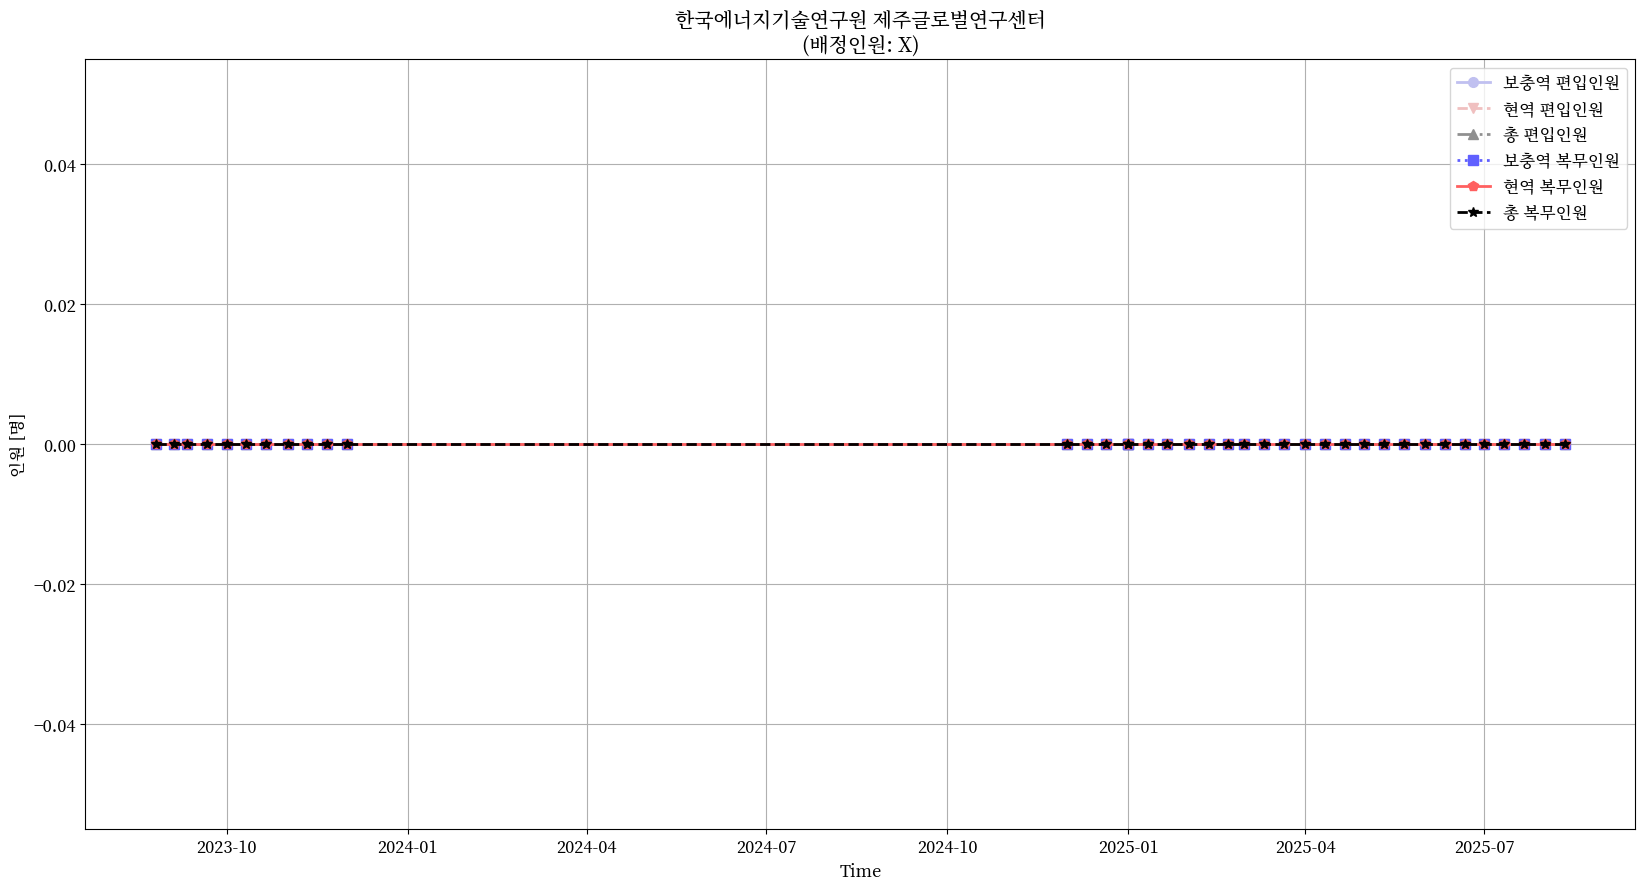 한국에너지기술연구원 제주글로벌연구센터
(배정인원: X)
보충역 편입인원
현역 편입인원
총 편입인원
보충역 복무인원
현역 복무인원
총 복무인원
0.04
0.02
0.00
−0.02
−0.04
인원 [명]
2023-10
2024-01
2024-04
2024-07
2024-10
2025-01
2025-04
2025-07
Time